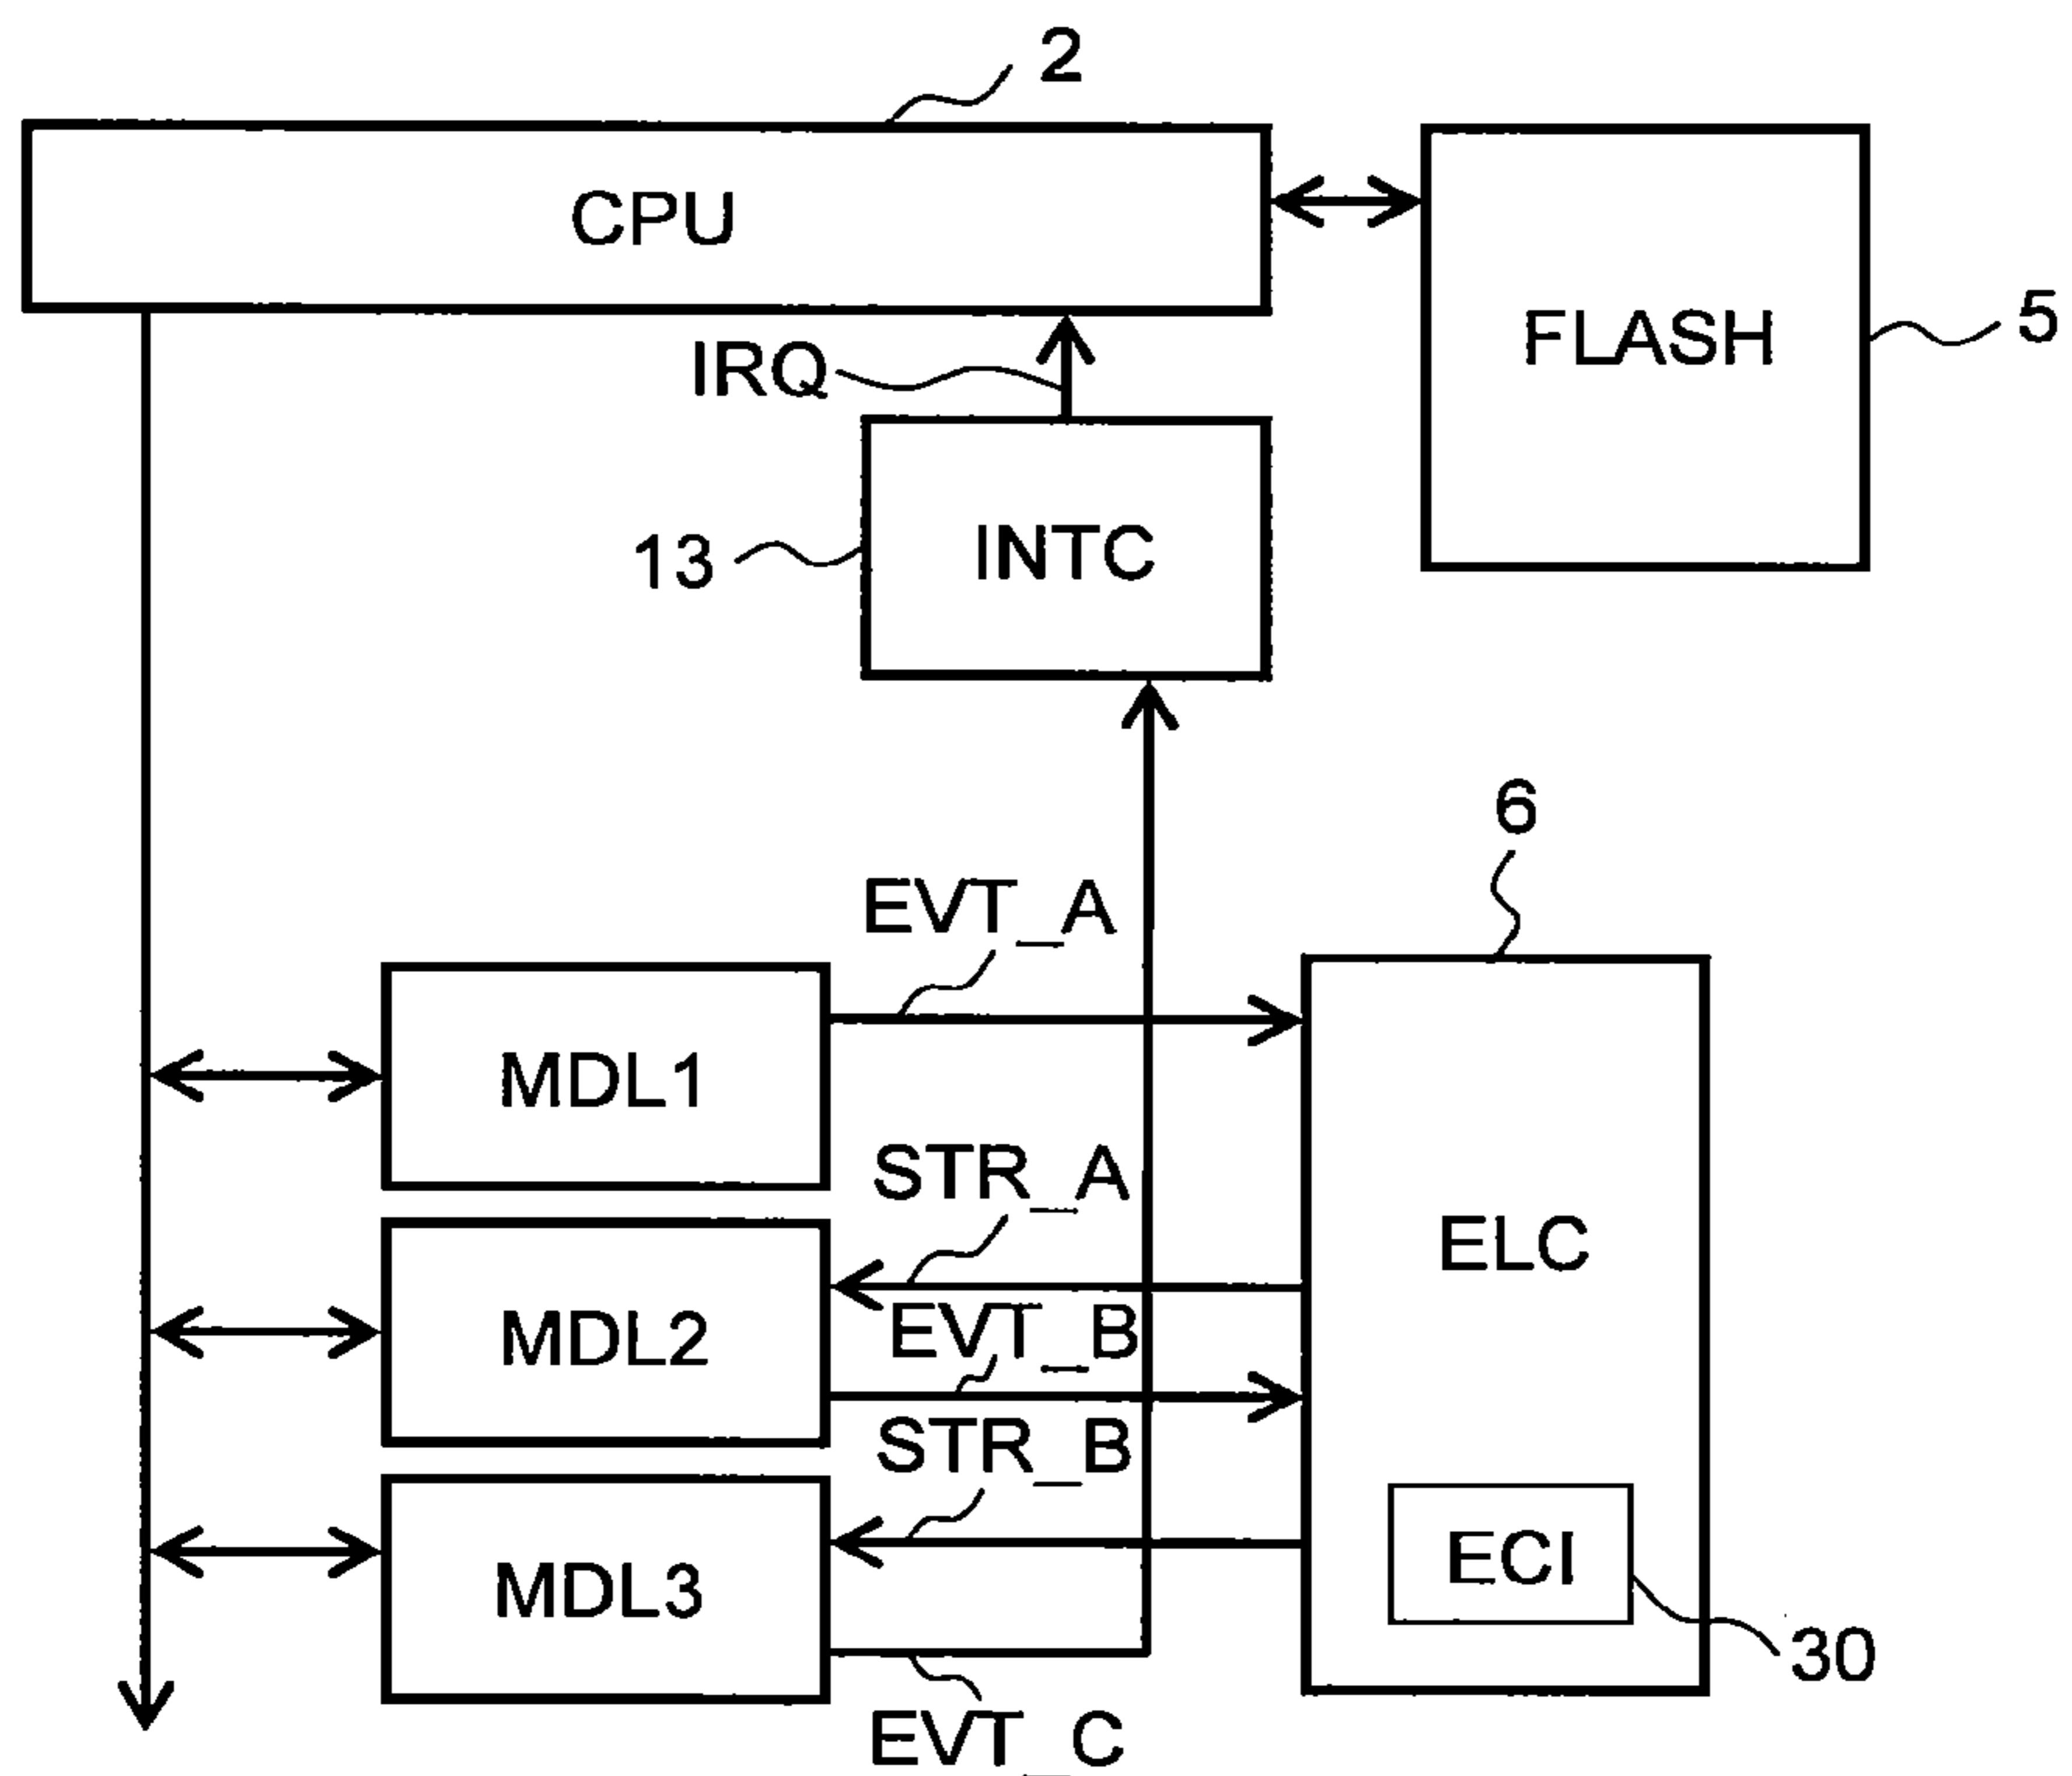 2
CPU
FLASH
5
IRQ
INTC
13
6
EVT_A
MDL1
STR_A
ELC
MDL2
EVT_B
STR_B
ECI
MDL3
30
EVT_C